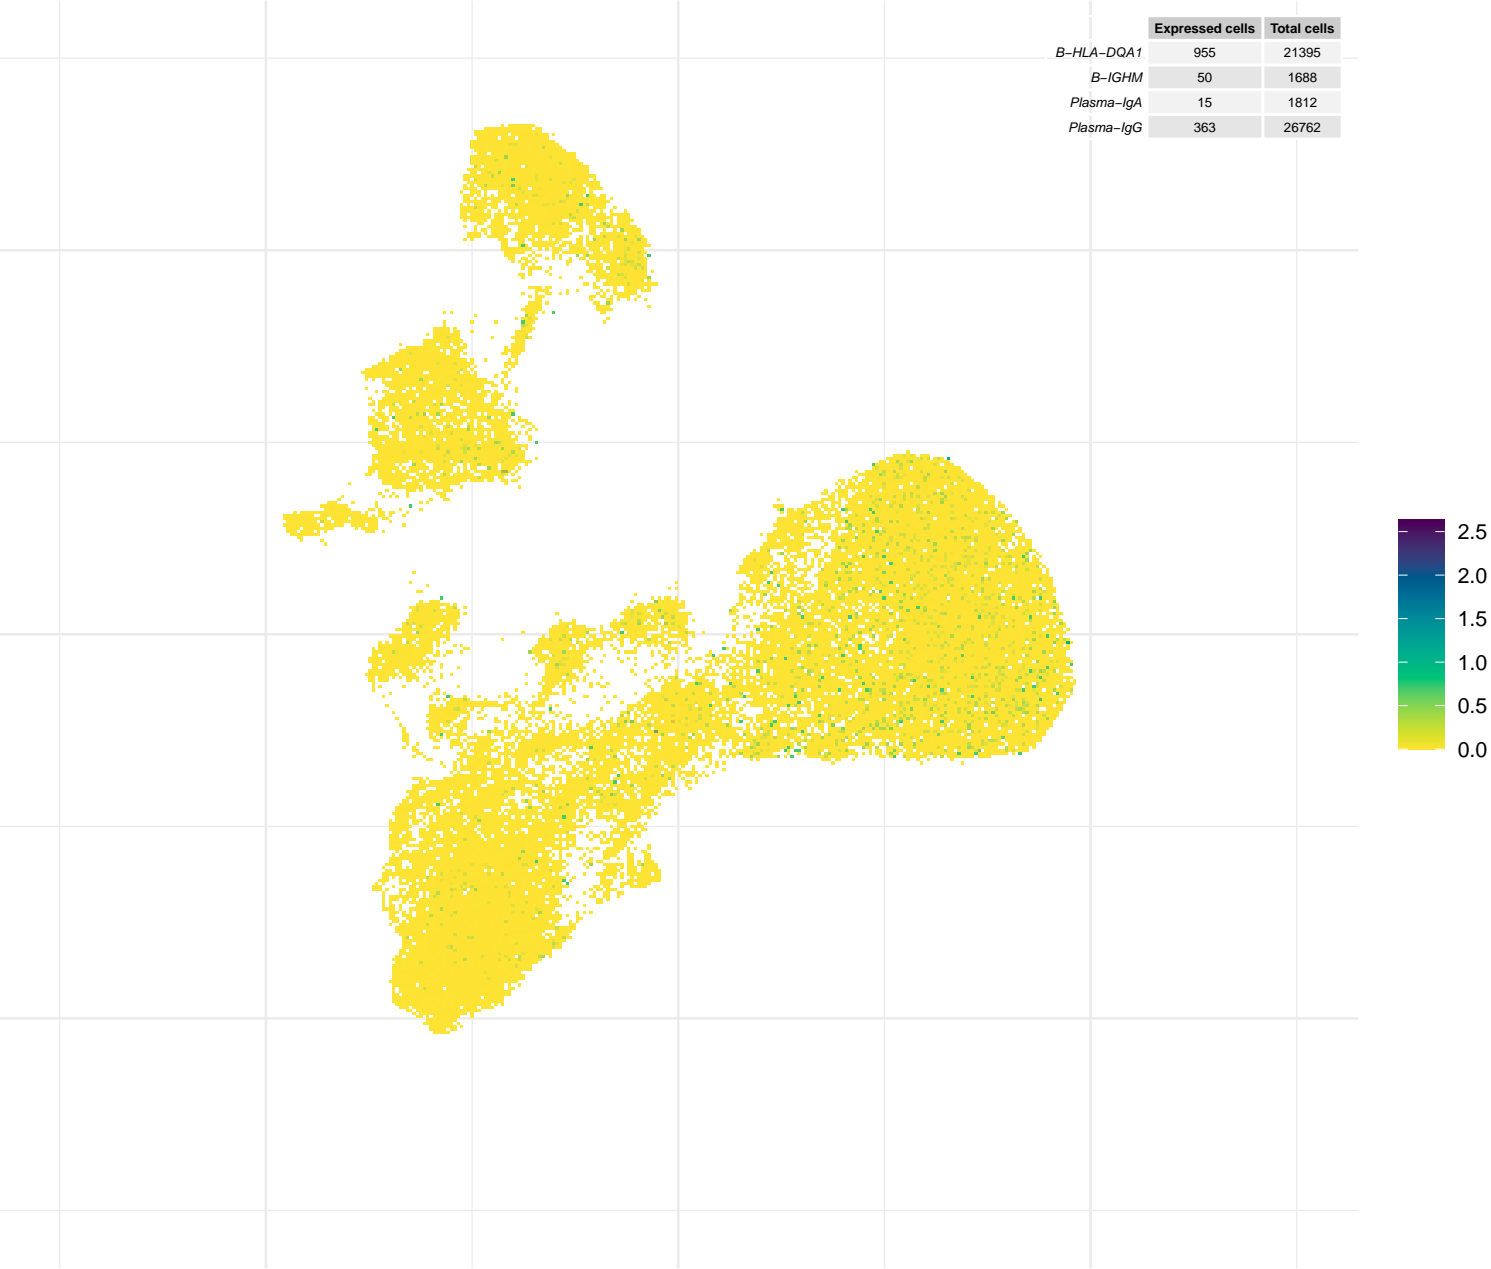 Expressed cells Total cells
B−HLA−DQA1 955 21395
B−IGHM 50 1688
Plasma−IgA 15 1812
Plasma−IgG 363 26762
2.5
2.0
1.5
1.0
0.5
0.0